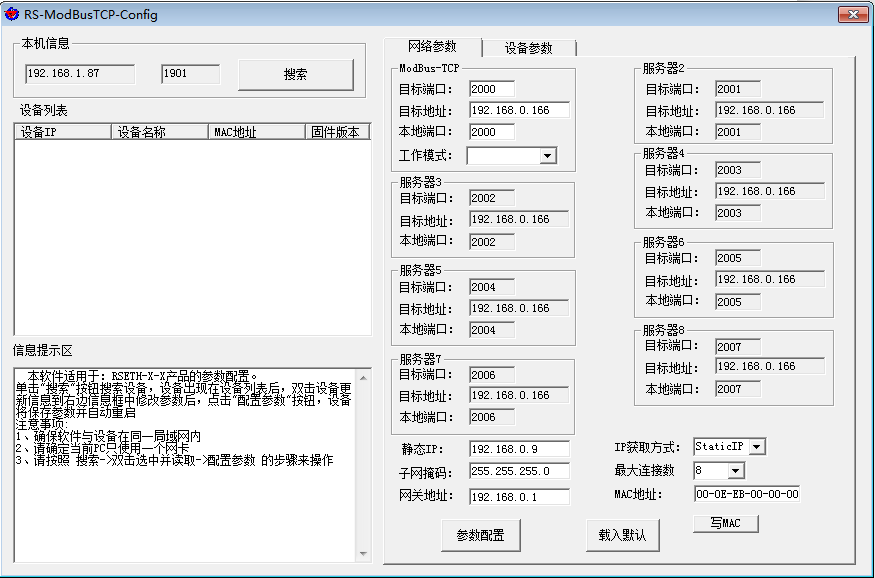 RS-ModBusTCP-Config
本机信息
192.168.1.87 1901 搜索
设备列表
设备IP 设备名称 MAC地址 固件版本
信息提示区
本软件适用于：RSETH-X-X产品的参数配置。
单击"搜索"按钮搜索设备，设备出现在设备列表后，双击设备更
新信息到右边信息框中修改参数后，点击"配置参数"按钮，设备
将保存参数并自动重启
注意事项:
1、确保软件与设备在同一局域网内
2、请确定当前PC只使用一个网卡
3、请按照 搜索->双击选中并读取->配置参数 的步骤来操作
网络参数 设备参数
ModBus-TCP
目标端口： 2000
目标地址： 192.168.0.166
本地端口： 2000
工作模式：
服务器2
目标端口： 2001
目标地址： 192.168.0.166
本地端口： 2001
服务器3
目标端口： 2002
目标地址： 192.168.0.166
本地端口： 2002
服务器4
目标端口： 2003
目标地址： 192.168.0.166
本地端口： 2003
服务器5
目标端口： 2004
目标地址： 192.168.0.166
本地端口： 2004
服务器6
目标端口： 2005
目标地址： 192.168.0.166
本地端口： 2005
服务器7
目标端口： 2006
目标地址： 192.168.0.166
本地端口： 2006
服务器8
目标端口： 2007
目标地址： 192.168.0.166
本地端口： 2007
静态IP： 192.168.0.9
子网掩码： 255.255.255.0
网关地址： 192.168.0.1
IP获取方式： StaticIP
最大连接数 8
MAC地址： 00-0E-EB-00-00-00
参数配置 载入默认 写MAC